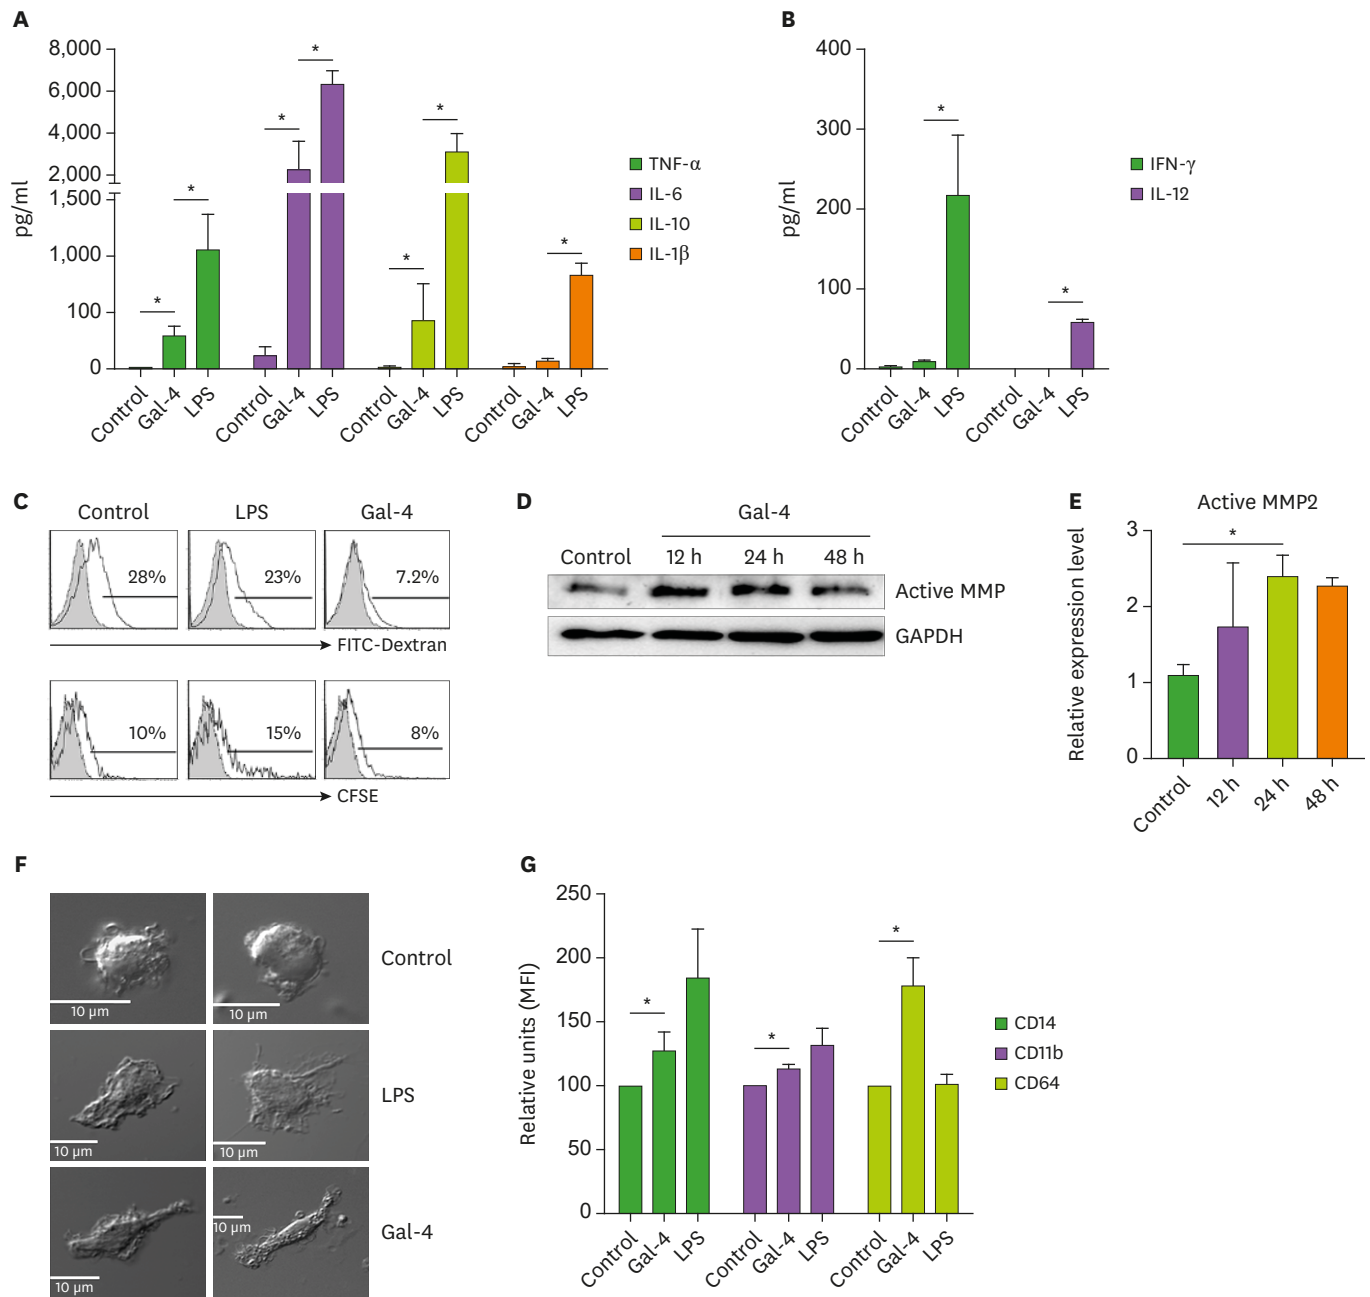 A
pg/ml
8,000
6,000
4,000
2,000
1,500
1,000
100
0
* * * * * * *
Control Gal-4 LPS Control Gal-4 LPS Control Gal-4 LPS Control Gal-4 LPS
TNF-α
IL-6
IL-10
IL-1β
B
pg/ml
400
300
200
100
0
* *
Control Gal-4 LPS Control Gal-4 LPS
IFN-γ
IL-12
C
Control LPS Gal-4
28% 23% 7.2%
FITC-Dextran
10% 15% 8%
CFSE
D
Gal-4
Control 12 h 24 h 48 h
Active MMP
GAPDH
E
Active MMP2
Relative expression level
3
2
1
0
*
Control 12 h 24 h 48 h
F
Control
10 µm 10 µm
LPS
10 µm 10 µm
Gal-4
10 µm 10 µm
G
Relative units (MFI)
250
200
150
100
50
0
* * *
Control Gal-4 LPS Control Gal-4 LPS Control Gal-4 LPS
CD14
CD11b
CD64